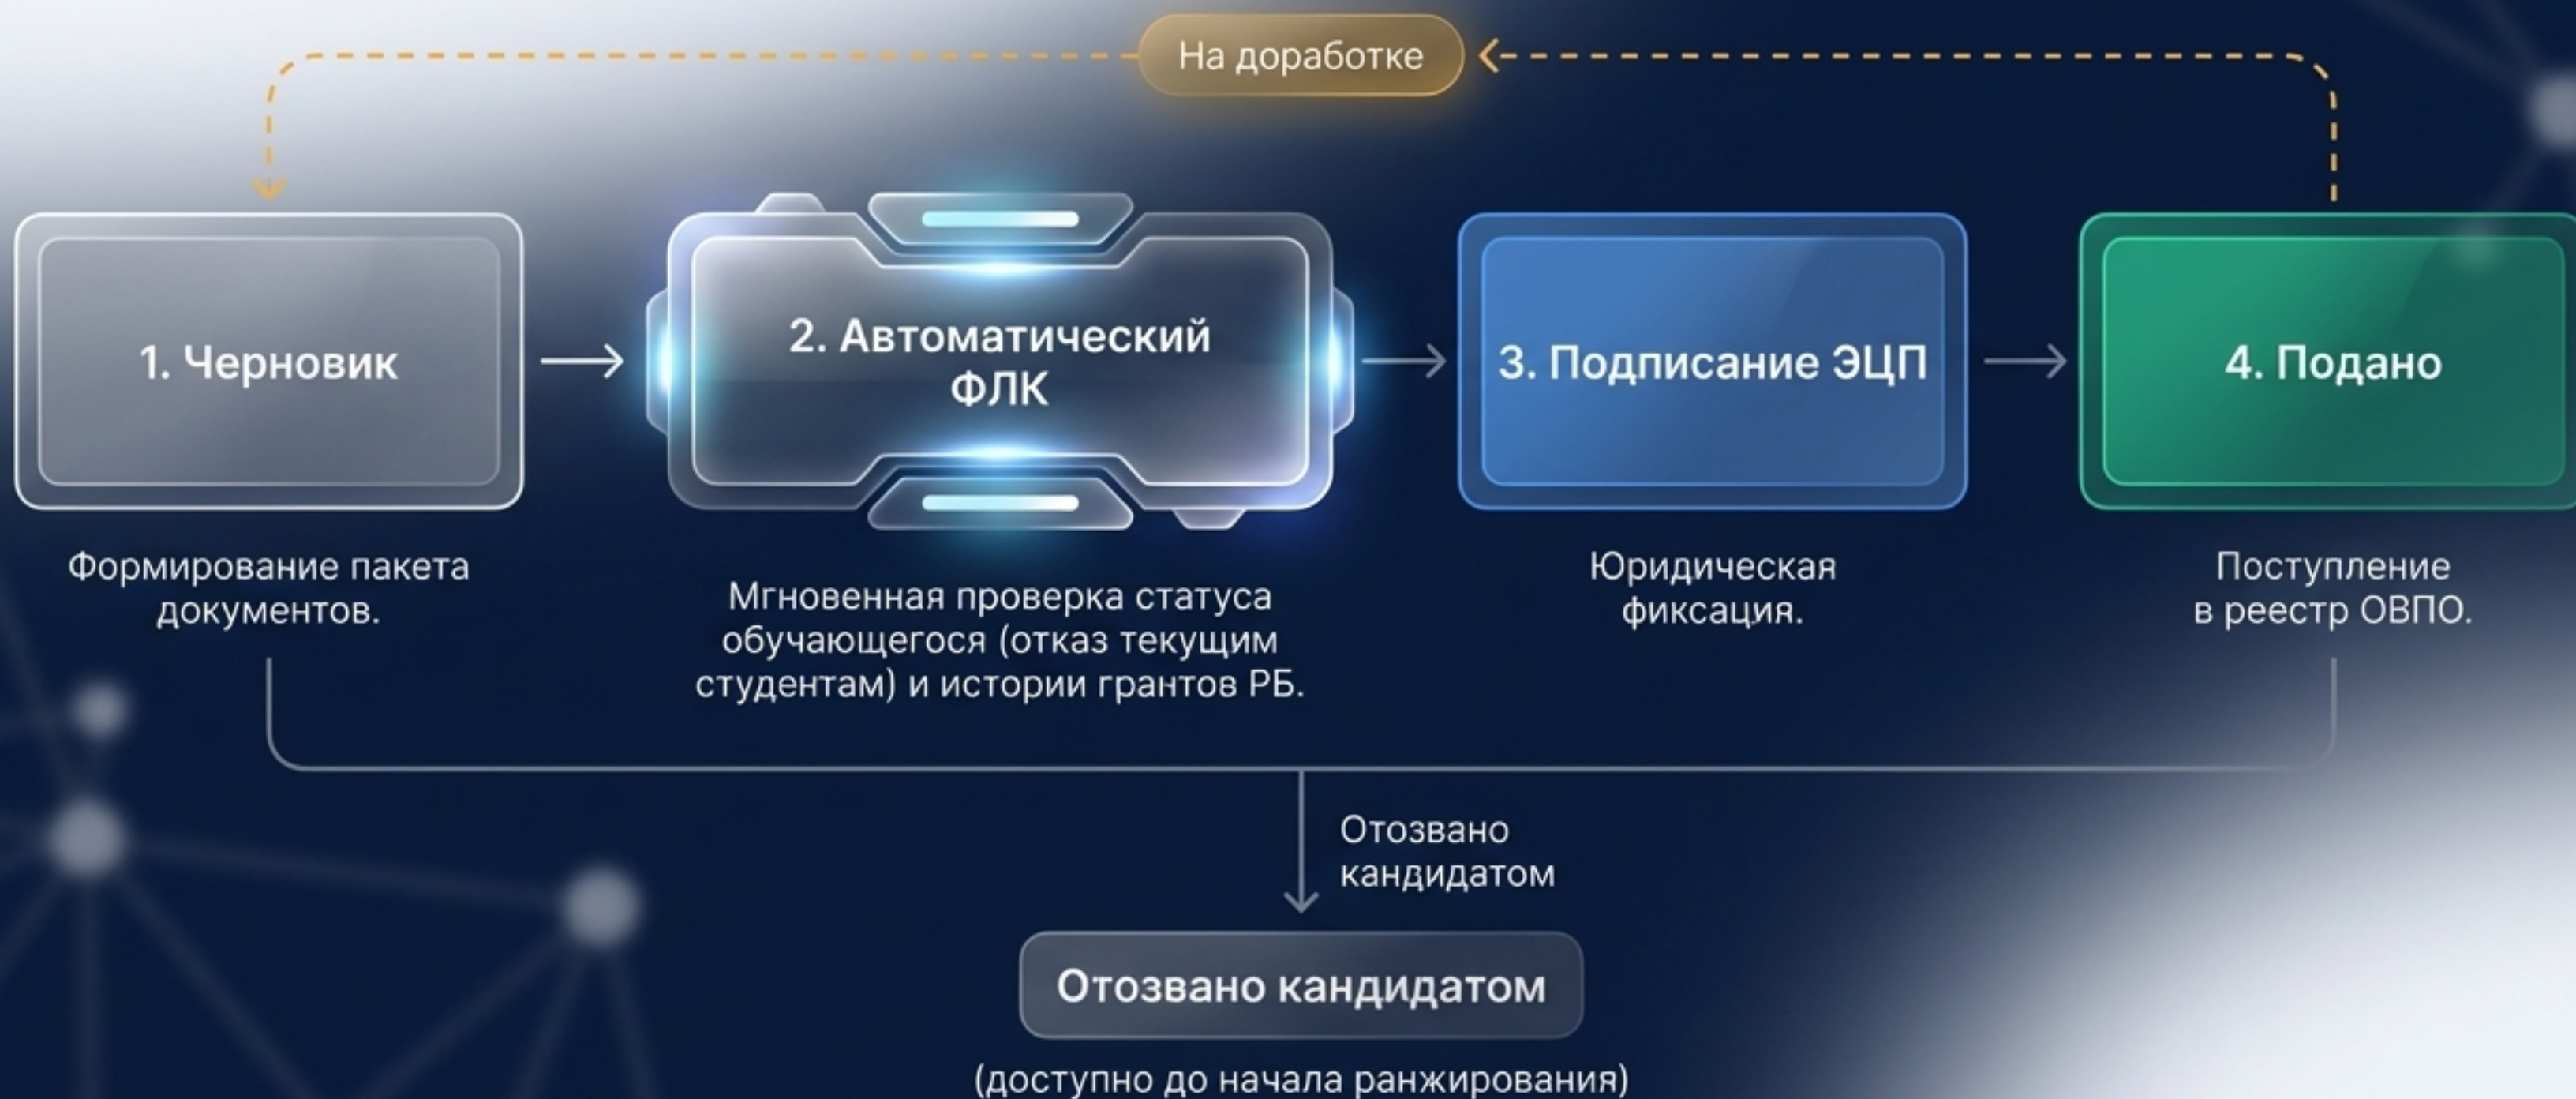 На доработке
1. Черновик
2. Автоматический
ФЛК
3. Подписание ЭЦП
4. Подано
Формирование пакета
документов.
Мгновенная проверка статуса
обучающегося (отказ текущим
студентам) и истории грантов РБ.
Юридическая
фиксация.
Поступление
в реестр ОВПО.
Отозвано
кандидатом
Отозвано кандидатом
(доступно до начала ранжирования)